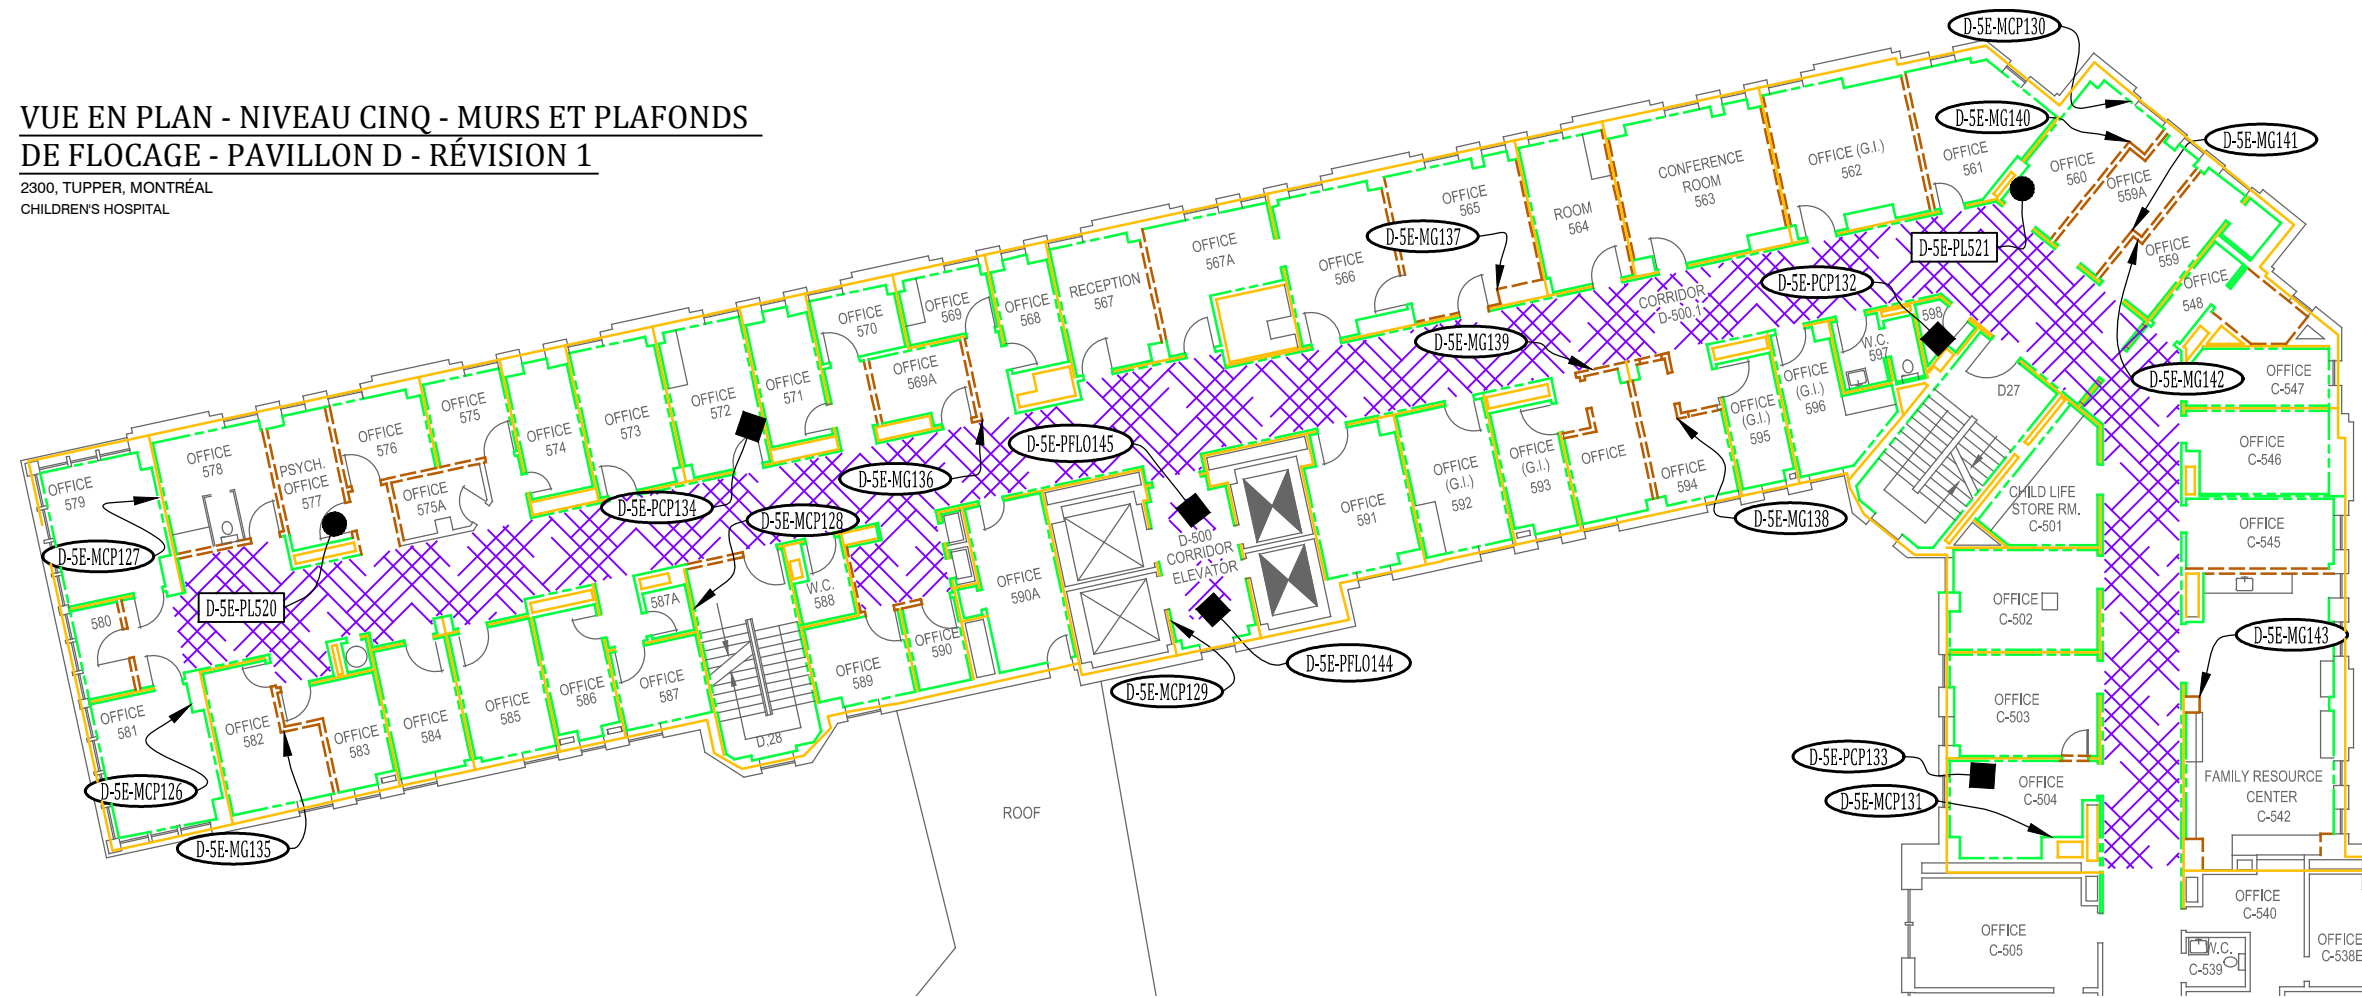 VUE EN PLAN - NIVEAU CINQ - MURS ET PLAFONDS
DE FLOCAGE - PAVILLON D - RÉVISION 1
2300, TUPPER, MONTRÉAL
CHILDREN'S HOSPITAL
D-5E-MCP130
D-5E-MG140
D-5E-MG141
OFFICE
561
OFFICE
560
OFFICE
559A
OFFICE
559
OFFICE
548
OFFICE (G.I.)
562
CONFERENCE
ROOM
563
ROOM
564
OFFICE
565
OFFICE
566
OFFICE
567A
RECEPTION
567
OFFICE
568
OFFICE
569
OFFICE
569A
OFFICE
570
OFFICE
571
OFFICE
572
OFFICE
573
OFFICE
574
OFFICE
575
OFFICE
575A
OFFICE
576
PSYCH.
OFFICE
577
OFFICE
578
OFFICE
579
D-5E-MG137
D-5E-PL521
D-5E-PCP132
CORRIDOR
D-500.1
D-5E-MG139
D-5E-MG142
D-5E-PFLO145
D-5E-MG136
D-5E-PCP134
D-5E-MCP128
D-5E-MCP127
D-5E-PL520
D-5E-MG138
598
W.C.
597
OFFICE
(G.I.)
596
OFFICE
(G.I.)
595
OFFICE
594
OFFICE
OFFICE
(G.I.)
593
OFFICE
(G.I.)
592
OFFICE
591
D-500
CORRIDOR
ELEVATOR
OFFICE
590A
OFFICE
590
OFFICE
589
W.C.
588
587A
OFFICE
587
OFFICE
586
OFFICE
585
OFFICE
584
OFFICE
583
OFFICE
582
OFFICE
581
580
D,28
D27
CHILD LIFE
STORE RM.
C-501
OFFICE
C-547
OFFICE
C-546
OFFICE
C-545
OFFICE
C-502
OFFICE
C-503
OFFICE
C-504
D-5E-MG143
D-5E-PFLO144
D-5E-MCP129
D-5E-PCP133
D-5E-MCP131
D-5E-MCP126
D-5E-MG135
ROOF
FAMILY RESOURCE
CENTER
C-542
OFFICE
C-540
OFFICE
C-505
W.C.
C-539
OFFICE
C-538E